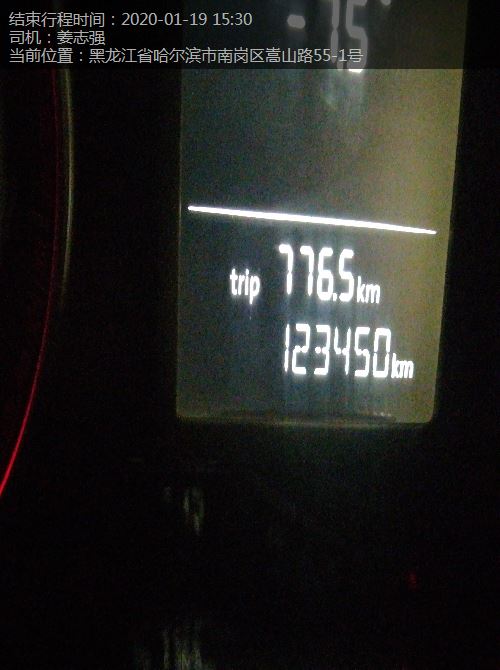 结束行程时间：2020-01-19 15:30
司机：姜志强
当前位置：黑龙江省哈尔滨市南岗区嵩山路55-1号
trip 776.5km
123450km